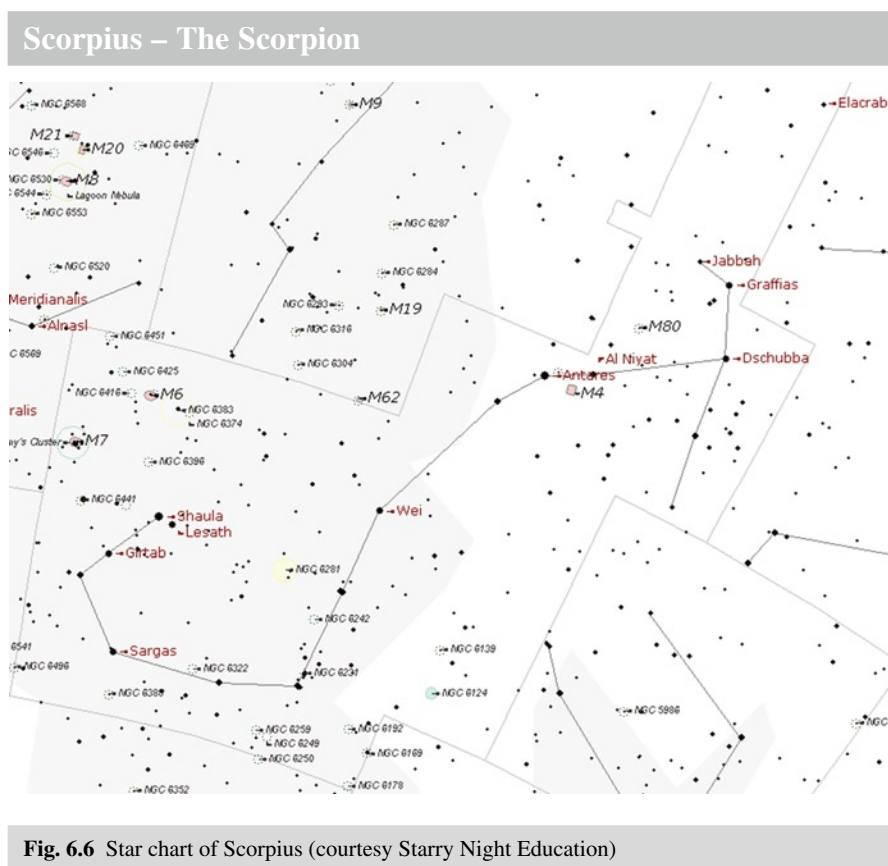 Scorpius – The Scorpion
NGC 6568
M9
Elacrab
M21
M20
NGC 6469
NGC 6546
NGC 6530
M8
NGC 6544
Lagoon Nebula
NGC 6553
NGC 6287
NGC 6520
NGC 6284
Jabbah
Graffias
Meridianalis
NGC 6293
M19
Alnasl
NGC 6316
M80
NGC 6451
C 6569
NGC 6304
Al Niyat
Dschubba
NGC 6425
Antares
NGC 6416
M6
M62
M4
ralis
NGC 6383
NGC 6374
ey's Cluster
M7
NGC 6396
NGC 6441
Shaula
Wei
Lesath
Girtab
NGC 6281
NGC 6242
6541
Sargas
NGC 6139
NGC 6496
NGC 6322
NGC 6231
NGC 6388
NGC 6124
NGC 5986
NGC
NGC 6259
NGC 6192
NGC 6249
NGC 6250
NGC 6169
NGC 6352
NGC 6178
Fig. 6.6 Star chart of Scorpius (courtesy Starry Night Education)